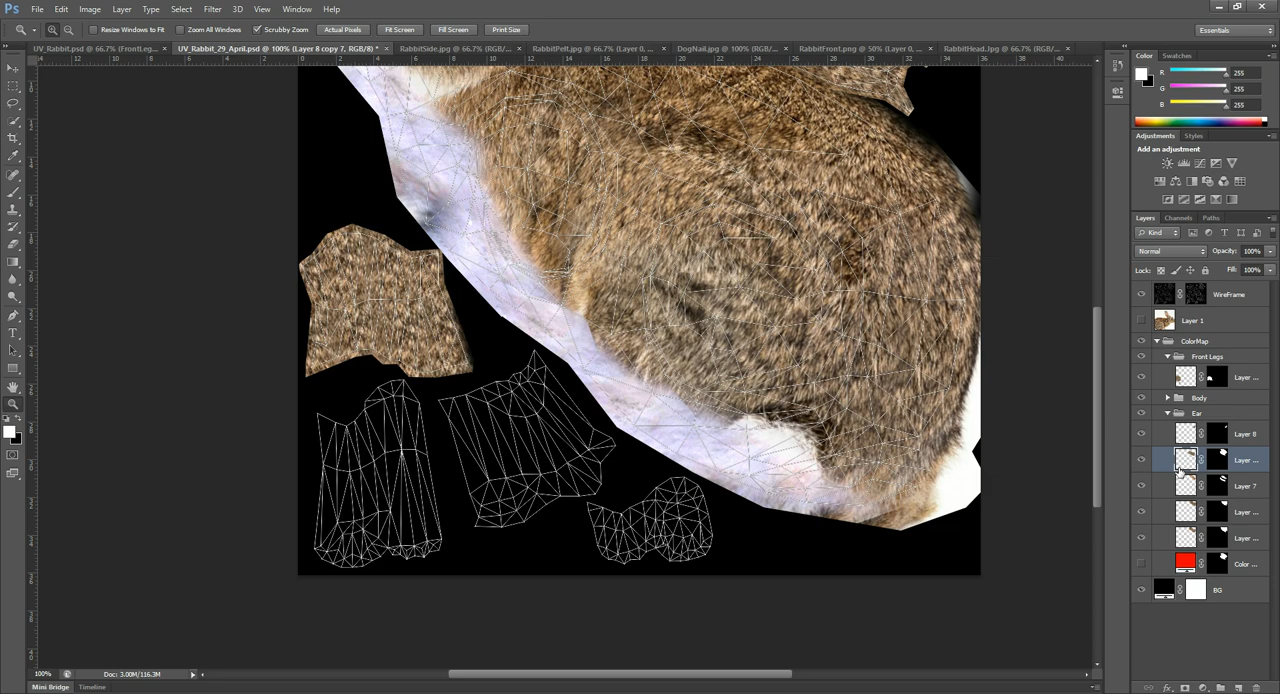 Ps File Edit Image Layer Type Select Filter 3D View Window Help
Resize Windows to Fit Zoom All Windows Scrubby Zoom Actual Pixels Fit Screen Fill Screen Print Size Essentials
UV_Rabbit.psd @ 66.7% (FrontLeg... × UV_Rabbit_29_April.psd @ 100% (Layer 8 copy 7, RGB/8) * × RabbitSide.jpg @ 66.7% (RGB/... × RabbitPelt.jpg @ 66.7% (Layer 0, ... × DogNail.jpg @ 100% (RGB/... × RabbitFront.png @ 50% (Layer 0, ... × RabbitHead.jpg @ 66.7% (RGB/... ×
Color Swatches
255
255
255
Adjustments Styles
Add an adjustment
Layers Channels Paths
Kind
Normal Opacity: 100%
Lock: Fill: 100%
WireFrame
Layer 1
ColorMap
Front Legs
Layer ...
Body
Ear
Layer 8
Layer ...
Layer 7
Layer ...
Layer ...
Color ...
BG
100% Doc: 3.00M/116.3M
Mini Bridge Timeline